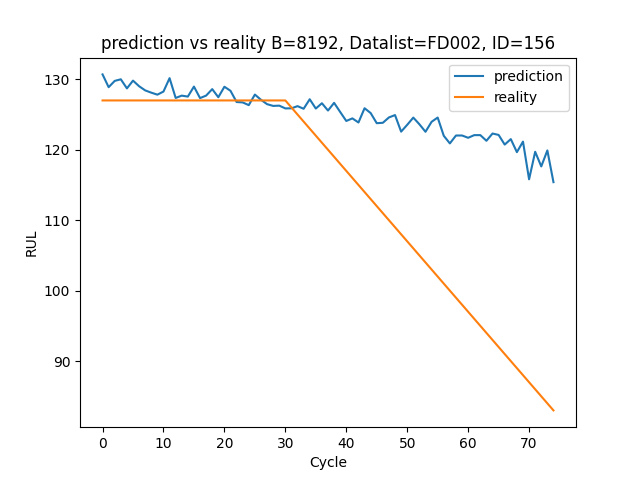 prediction vs reality B=8192, Datalist=FD002, ID=156
prediction
reality
RUL
130
120
110
100
90
0 10 20 30 40 50 60 70
Cycle